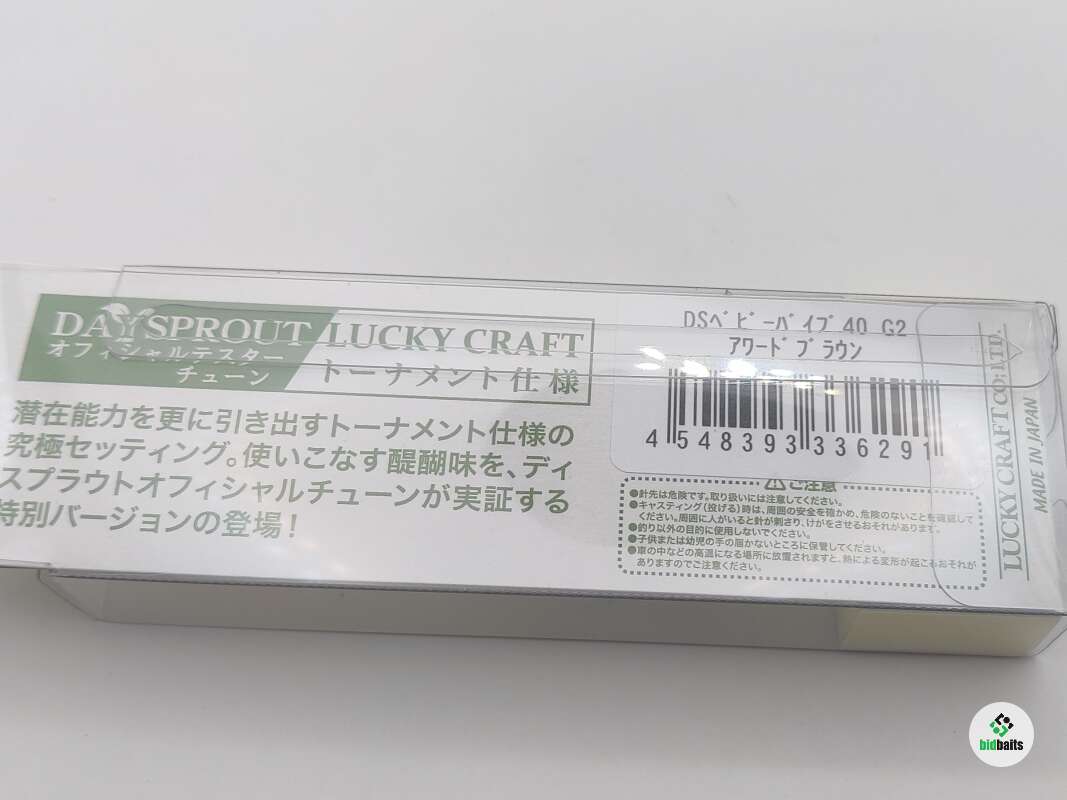 DAYSPROUT LUCKY CRAFT
オフィシャルテスター
チューン
トーナメント仕様
潜在能力を更に引き出すトーナメント仕様の
究極セッティング。使いこなす醍醐味を、ディ
スプラウトオフィシャルチューンが実証する
特別バージョンの登場!
DSベビーバイブ40 G2
アワードブラウン
4 548393 336291
ご注意
●針先は危険です。取り扱いには注意してください。
●キャスティング(投げる)時は、周囲の安全を確かめ、危険のないことを確認して
ください。周囲に人がいると針が刺さり、けがをさせるおそれがあります。
●釣り以外の目的に使用しないでください。
●子供または幼児の手の届かないところに保管してください。
●車の中などの高温になる場所に放置されますと、熱による変形が起こるおそれが
ありますのでご注意ください。
LUCKY CRAFT CO., LTD.
MADE IN JAPAN
bidbaits